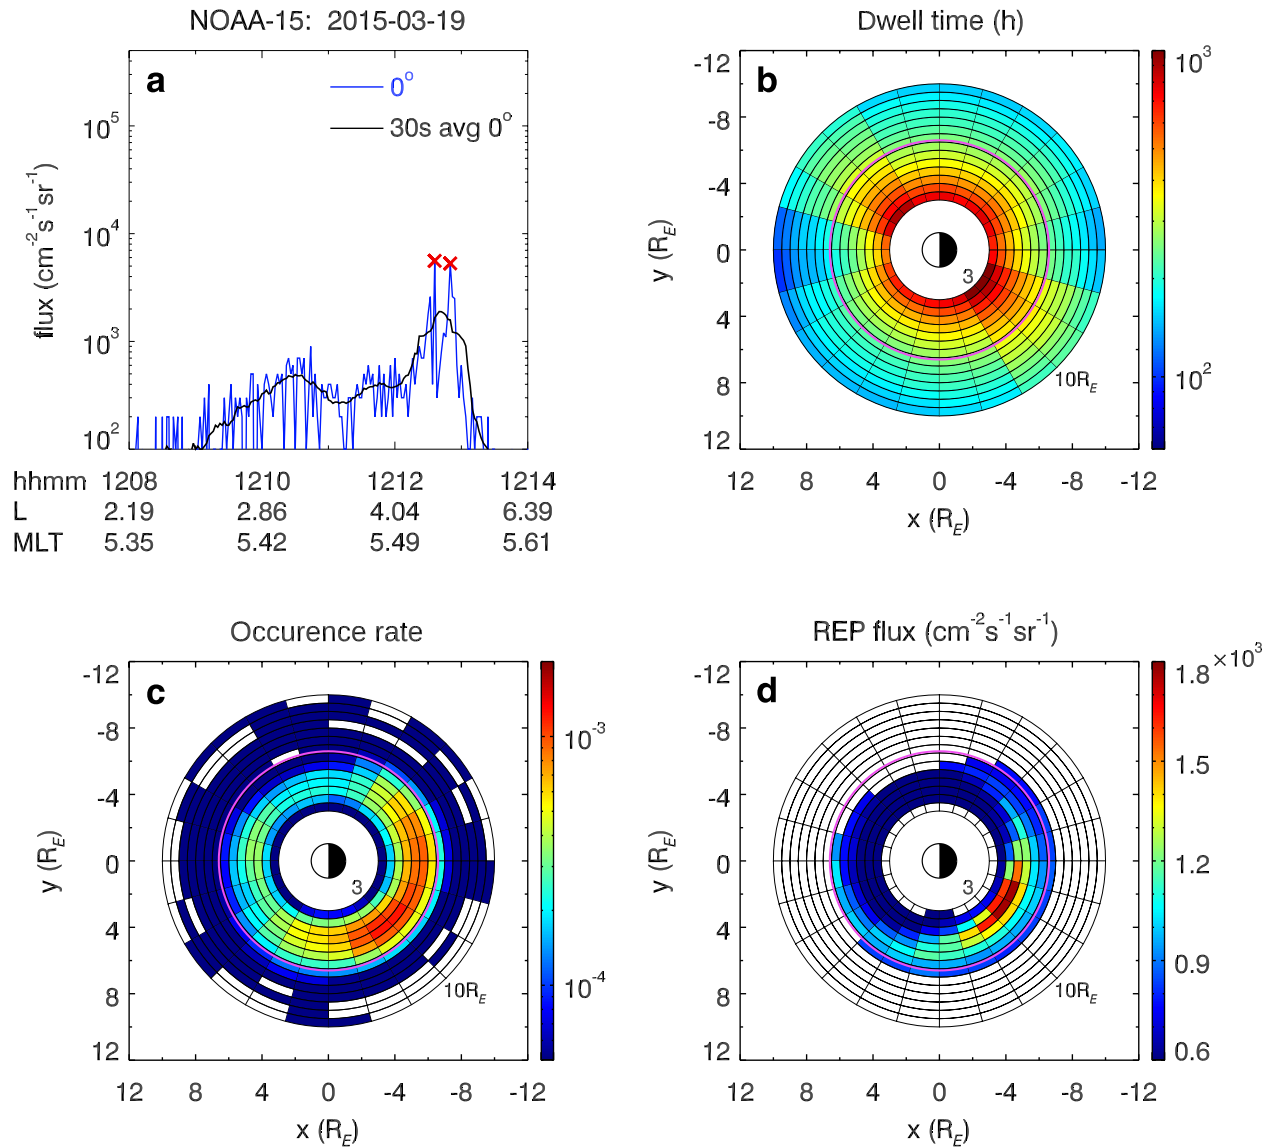 NOAA-15: 2015-03-19
a
0°
30s avg 0°
flux (cm⁻²s⁻¹sr⁻¹)
10⁵
10⁴
10³
10²
hhmm 1208 1210 1212 1214
L 2.19 2.86 4.04 6.39
MLT 5.35 5.42 5.49 5.61
Dwell time (h)
b
-12
-8
-4
0
4
8
12
y (R_E)
3
10R_E
12 8 4 0 -4 -8 -12
x (R_E)
10³
10²
Occurence rate
c
-12
-8
-4
0
4
8
12
y (R_E)
3
10R_E
12 8 4 0 -4 -8 -12
x (R_E)
10⁻³
10⁻⁴
REP flux (cm⁻²s⁻¹sr⁻¹)
d
-12
-8
-4
0
4
8
12
y (R_E)
3
10R_E
12 8 4 0 -4 -8 -12
x (R_E)
1.8 ×10³
1.5
1.2
0.9
0.6